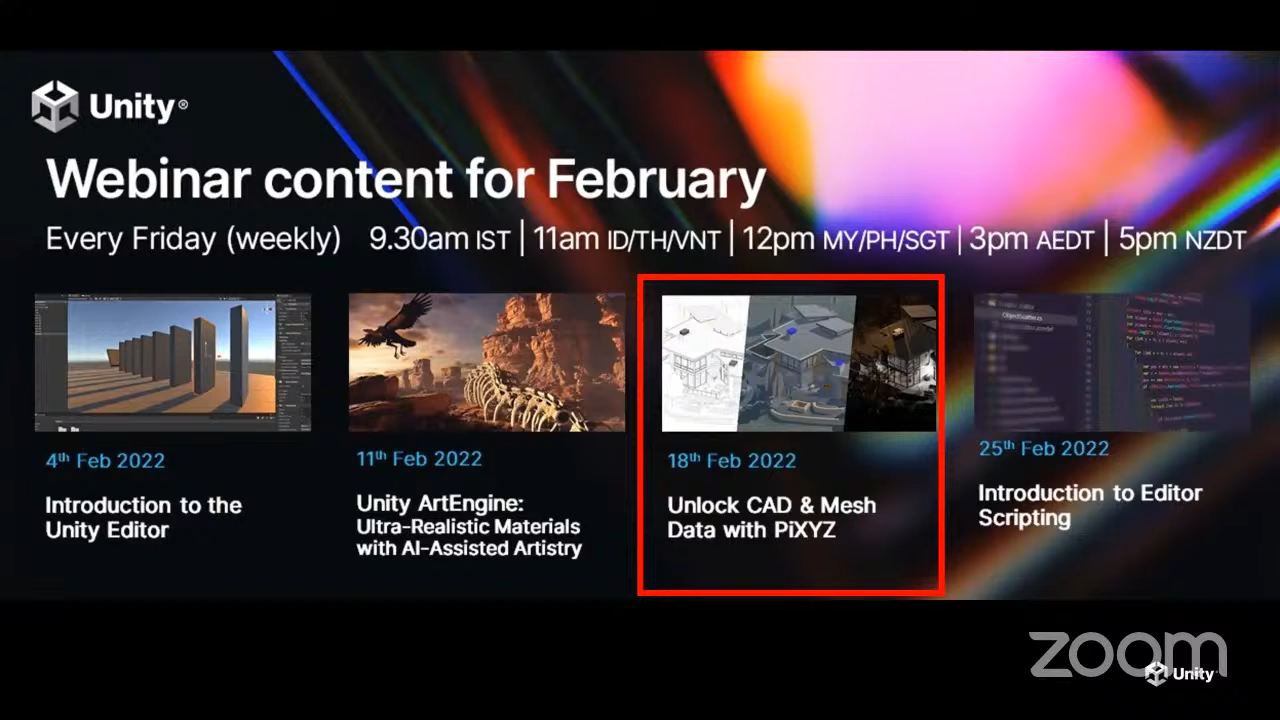 Unity®
Webinar content for February
Every Friday (weekly) 9.30am IST | 11am ID/TH/VNT | 12pm MY/PH/SGT | 3pm AEDT | 5pm NZDT
4th Feb 2022
Introduction to the
Unity Editor
11th Feb 2022
Unity ArtEngine:
Ultra-Realistic Materials
with AI-Assisted Artistry
18th Feb 2022
Unlock CAD & Mesh
Data with PiXYZ
25th Feb 2022
Introduction to Editor
Scripting
zoom
Unity